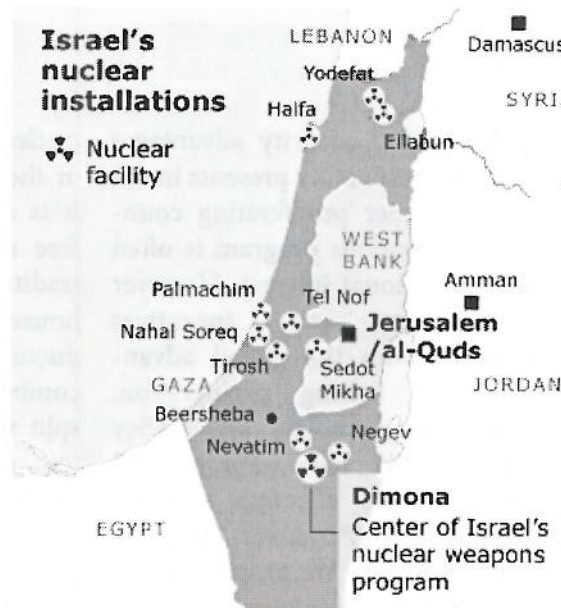 Israel's
nuclear
installations
Nuclear
facility
LEBANON
Damascus
Yodefat
SYRI
Haifa
Eilabun
WEST
BANK
Amman
Palmachim
Tel Nof
Nahal Soreq
Jerusalem
/al-Quds
Tirosh
Sedot
Mikha
GAZA
JORDAN
Beersheba
Nevatim
Negev
Dimona
Center of Israel's
nuclear weapons
program
EGYPT